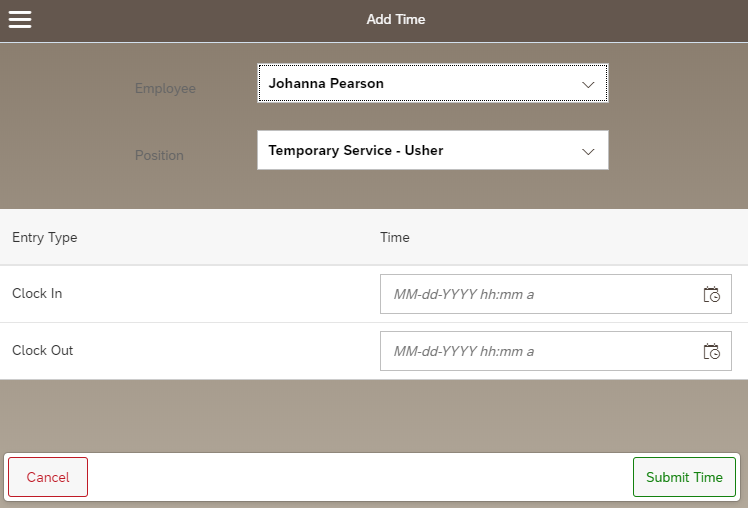 Add Time
Employee
Johanna Pearson
Position
Temporary Service - Usher
Entry Type Time
Clock In MM-dd-YYYY hh:mm a
Clock Out MM-dd-YYYY hh:mm a
Cancel Submit Time